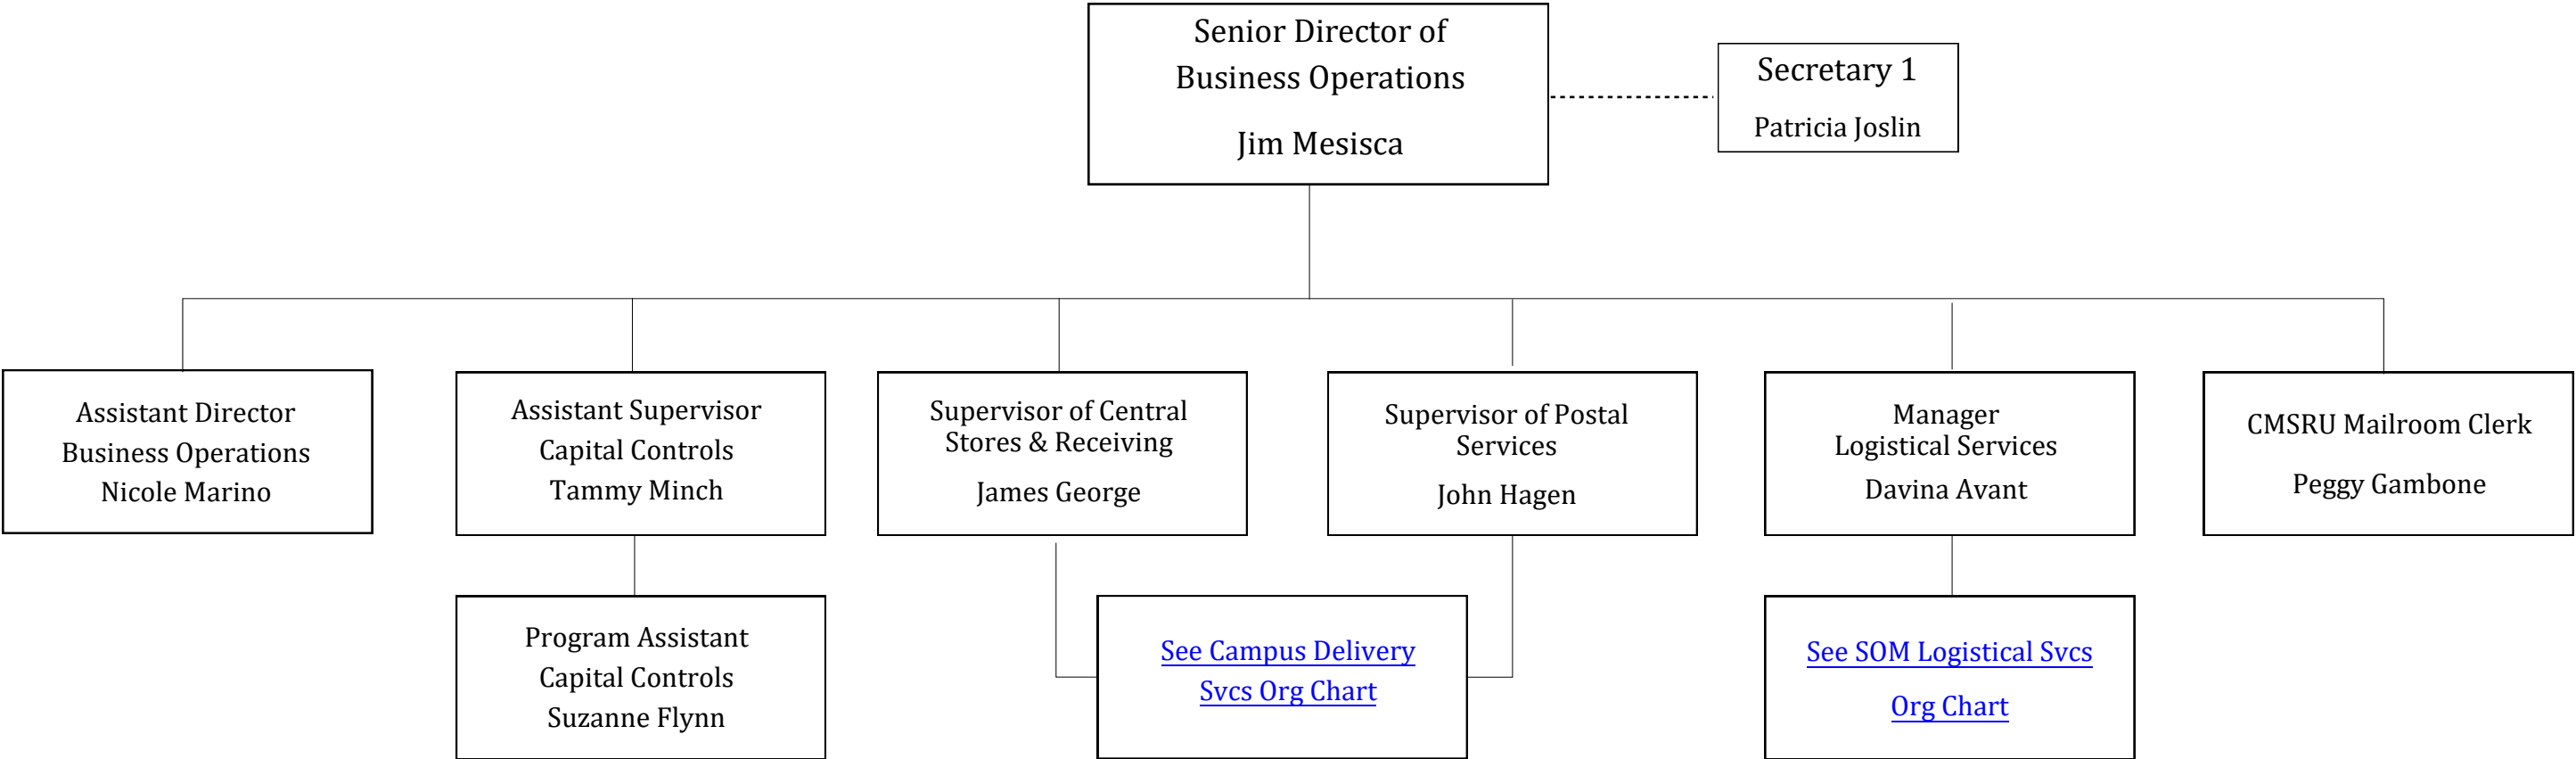 Senior Director of
Business Operations
Jim Mesisca
Secretary 1
Patricia Joslin
Assistant Director
Business Operations
Nicole Marino
Assistant Supervisor
Capital Controls
Tammy Minch
Supervisor of Central
Stores & Receiving
James George
Supervisor of Postal
Services
John Hagen
Manager
Logistical Services
Davina Avant
CMSRU Mailroom Clerk
Peggy Gambone
Program Assistant
Capital Controls
Suzanne Flynn
See Campus Delivery
Svcs Org Chart
See SOM Logistical Svcs
Org Chart